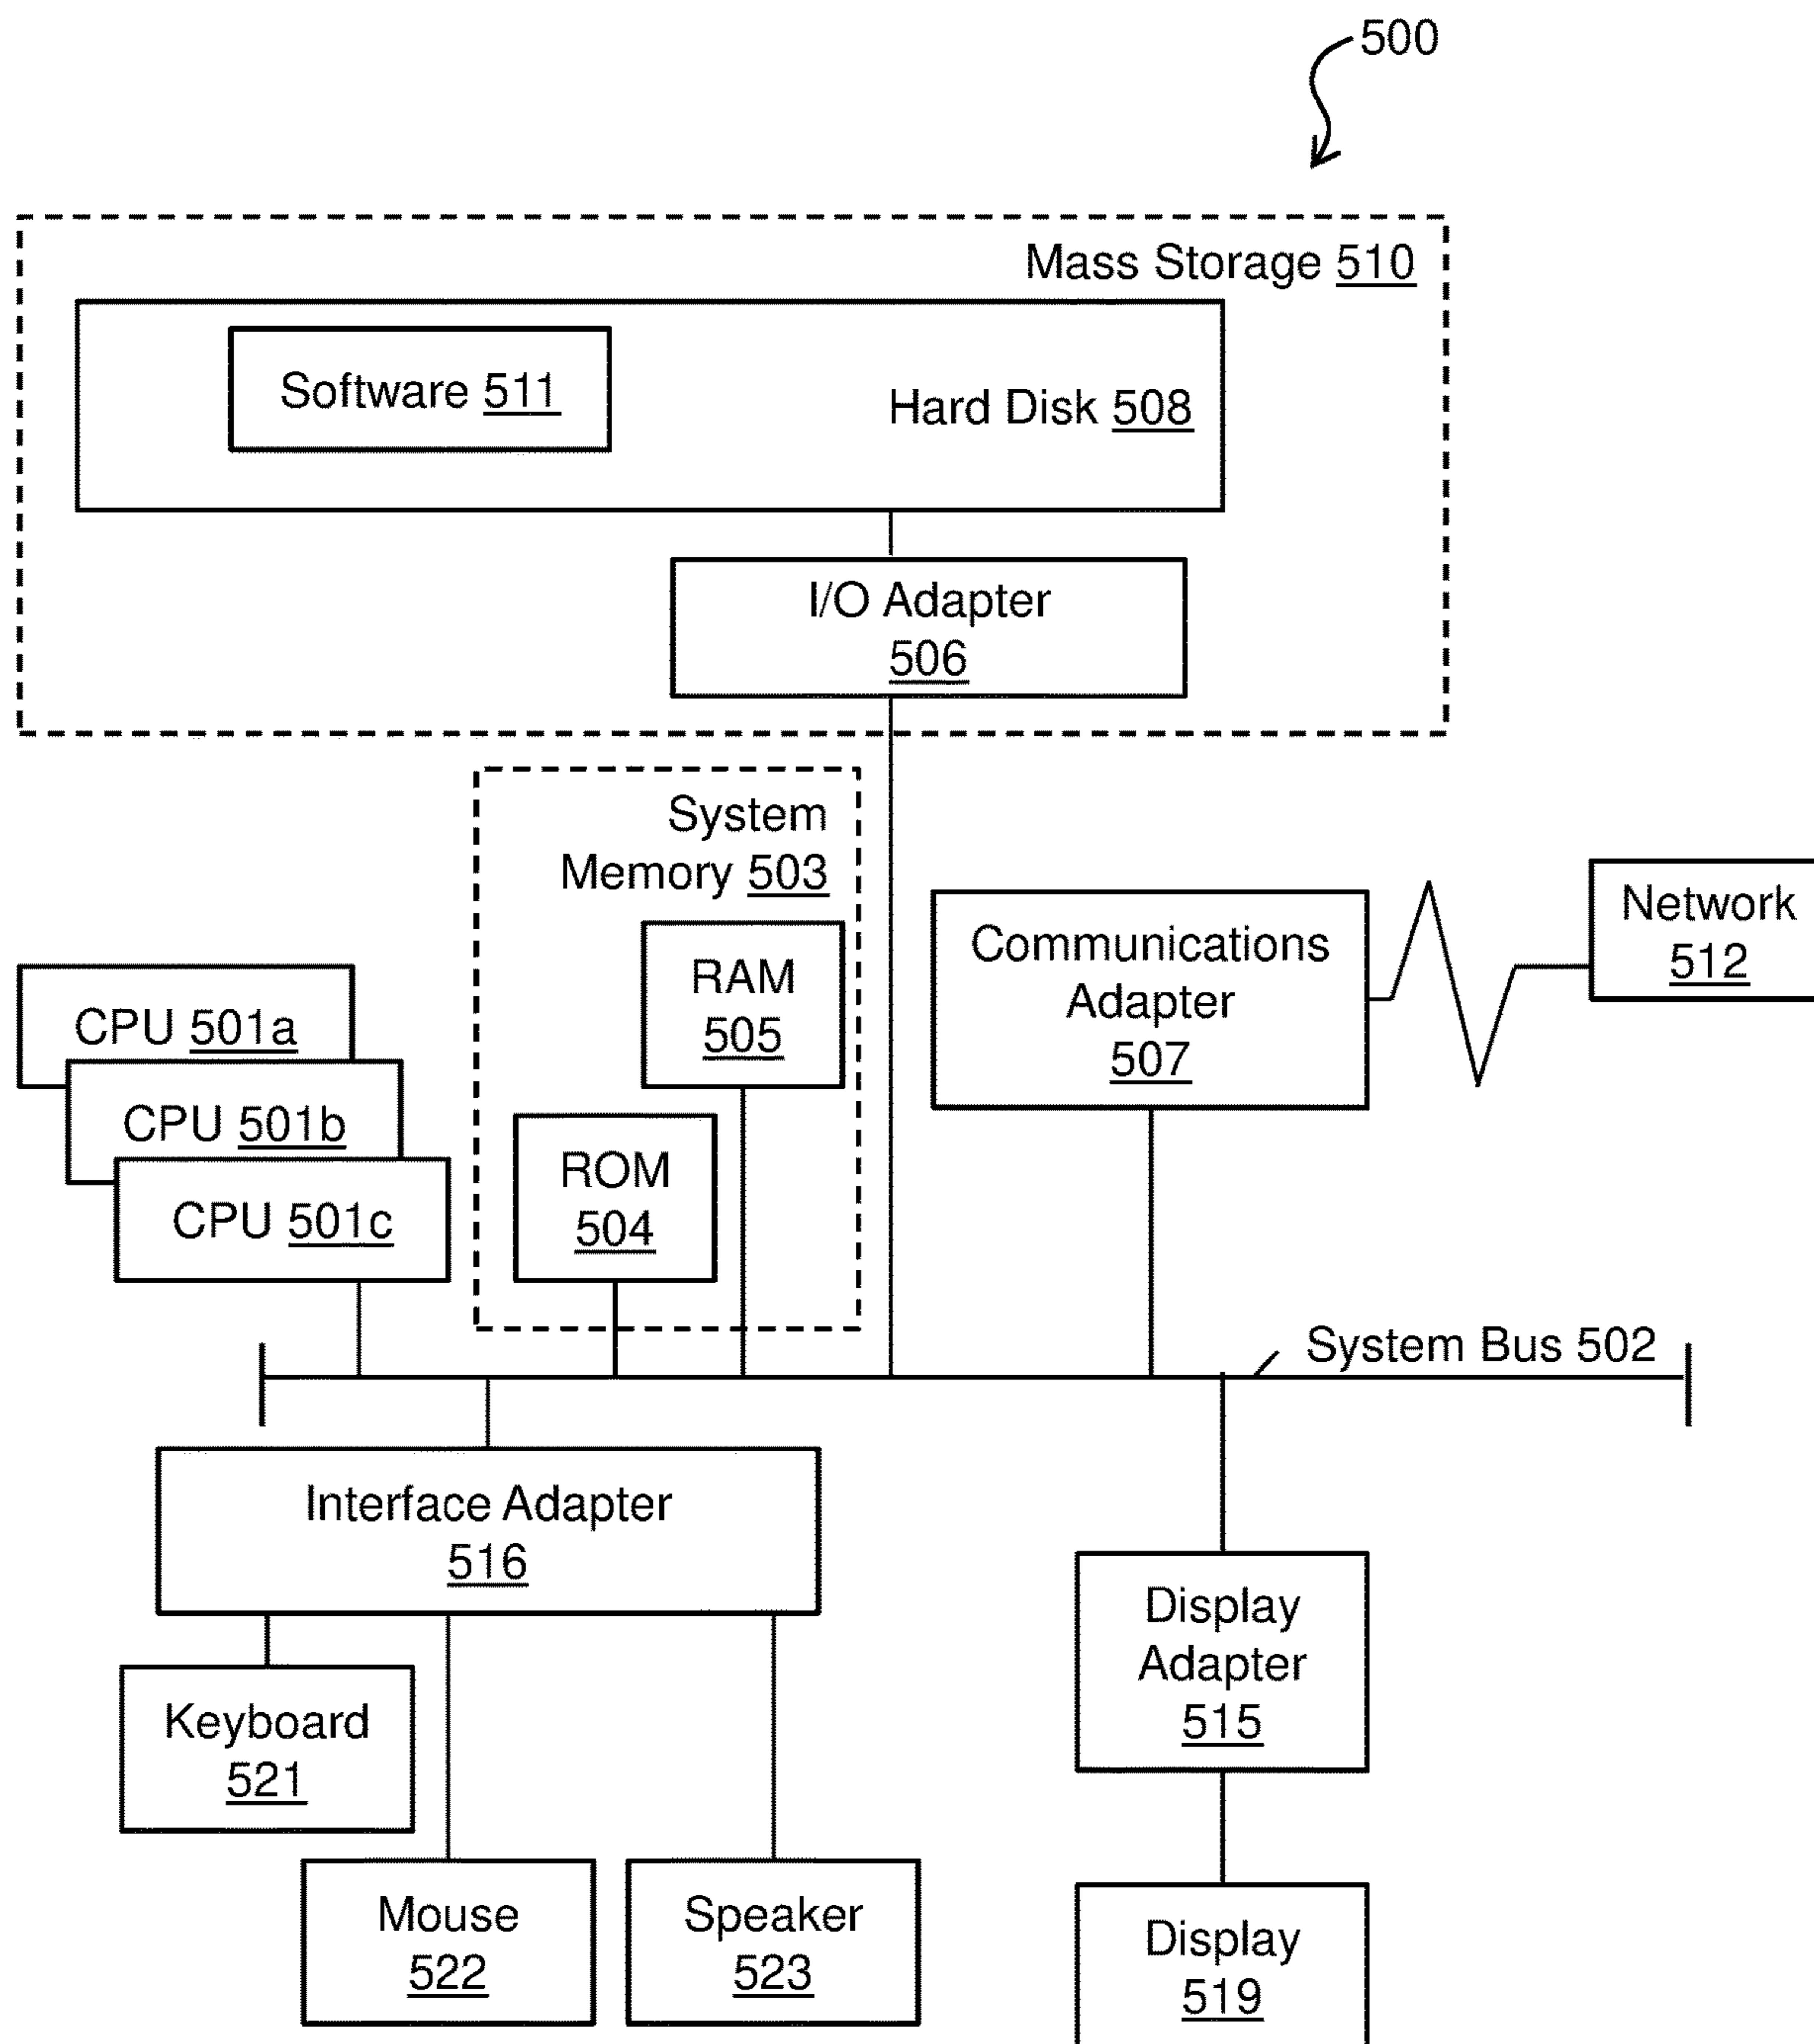 500
Mass Storage 510
Software 511
Hard Disk 508
I/O Adapter
506
System
Memory 503
RAM
505
ROM
504
Communications
Adapter
507
Network
512
CPU 501a
CPU 501b
CPU 501c
System Bus 502
Interface Adapter
516
Display
Adapter
515
Keyboard
521
Mouse
522
Speaker
523
Display
519